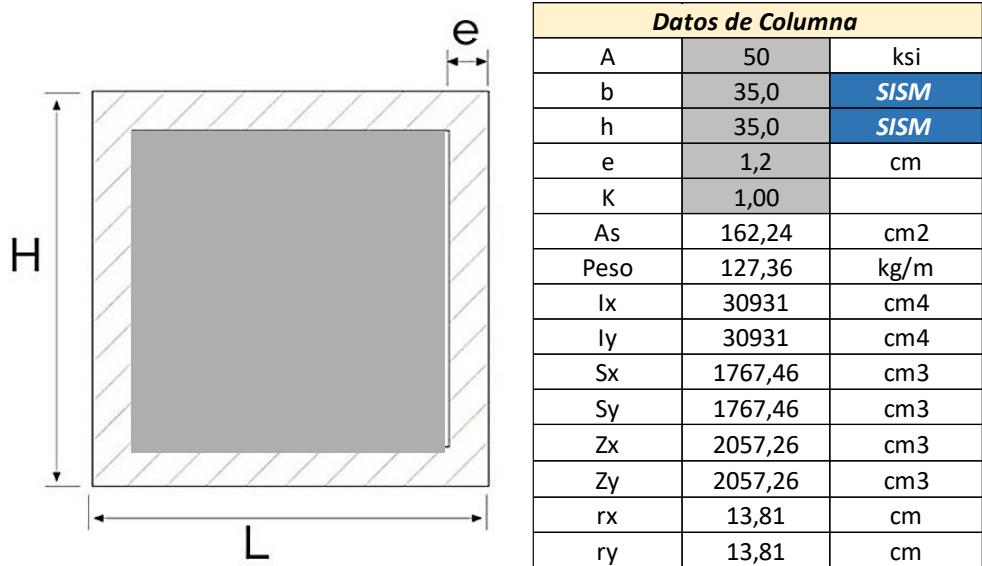 e
H
L
Datos de Columna
A 50 ksi
b 35,0 SISM
h 35,0 SISM
e 1,2 cm
K 1,00
As 162,24 cm2
Peso 127,36 kg/m
Ix 30931 cm4
Iy 30931 cm4
Sx 1767,46 cm3
Sy 1767,46 cm3
Zx 2057,26 cm3
Zy 2057,26 cm3
rx 13,81 cm
ry 13,81 cm